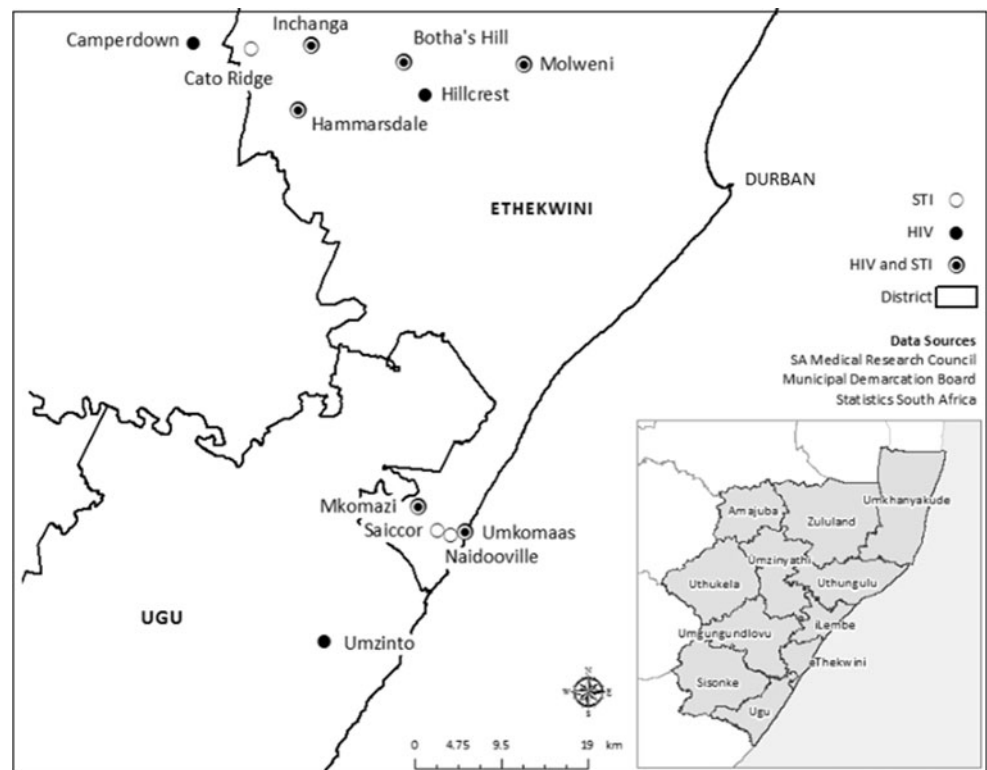 Inchanga
Camperdown
Botha's Hill
Cato Ridge
Molweni
Hillcrest
Hammarsdale
DURBAN
ETHEKWINI
STI
HIV
HIV and STI
District
Data Sources
SA Medical Research Council
Municipal Demarcation Board
Statistics South Africa
Mkomazi
Saiccor
Umkomaas
Naidooville
UGU
Umzinto
N
W
E
S
0 4.75 9.5 19 km
Umkhanyakude
Amajuba
Zululand
Umzinyathi
Uthukela
Uthungulu
iLembe
Umgungundlovu
eThekwini
Sisonke
Ugu